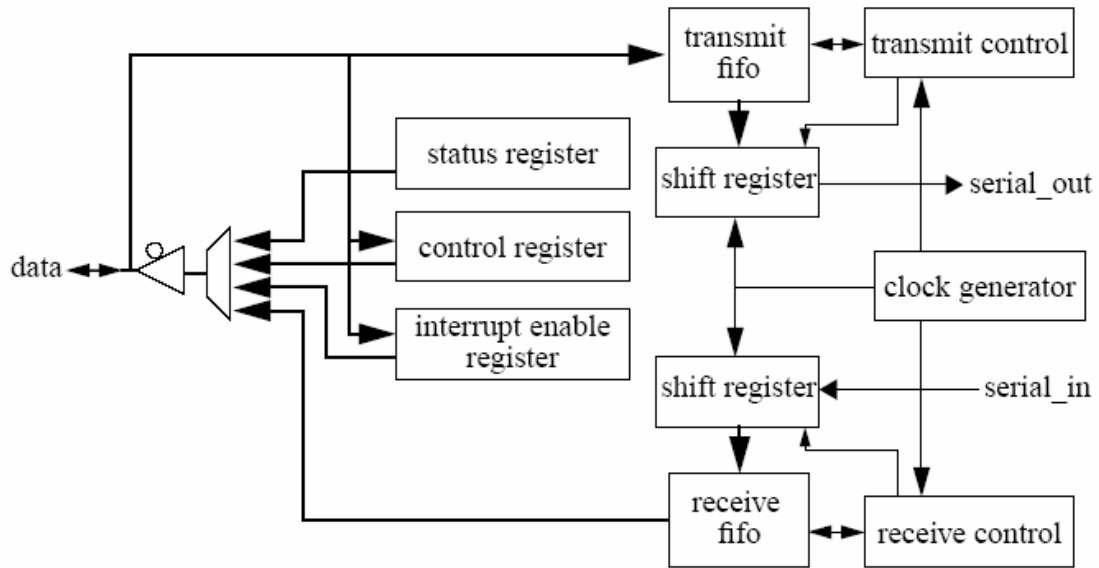 transmit
fifo
transmit control
status register
shift register
serial_out
control register
data
clock generator
interrupt enable
register
shift register
serial_in
receive
fifo
receive control